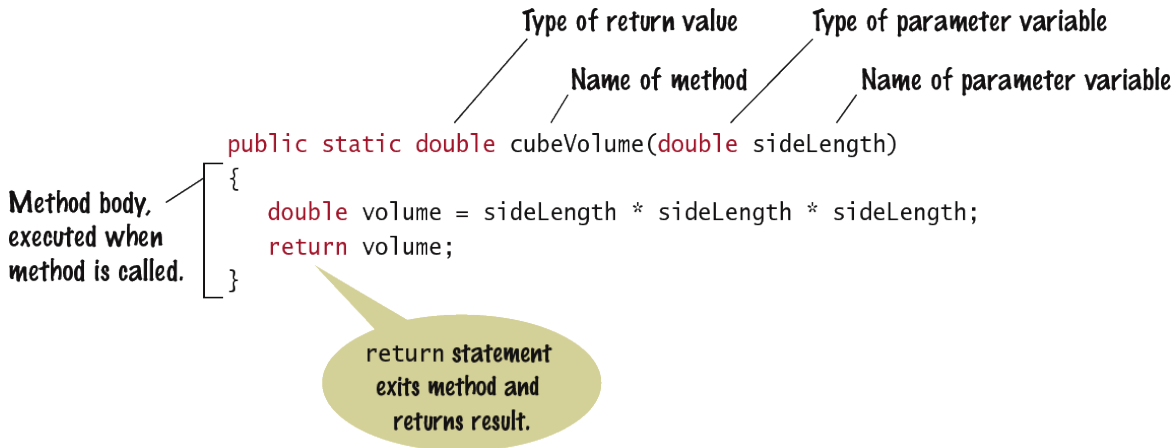 Type of return value
Type of parameter variable
Name of method
Name of parameter variable
public static double cubeVolume(double sideLength)
{
double volume = sideLength * sideLength * sideLength;
return volume;
}
Method body,
executed when
method is called.
return statement
exits method and
returns result.